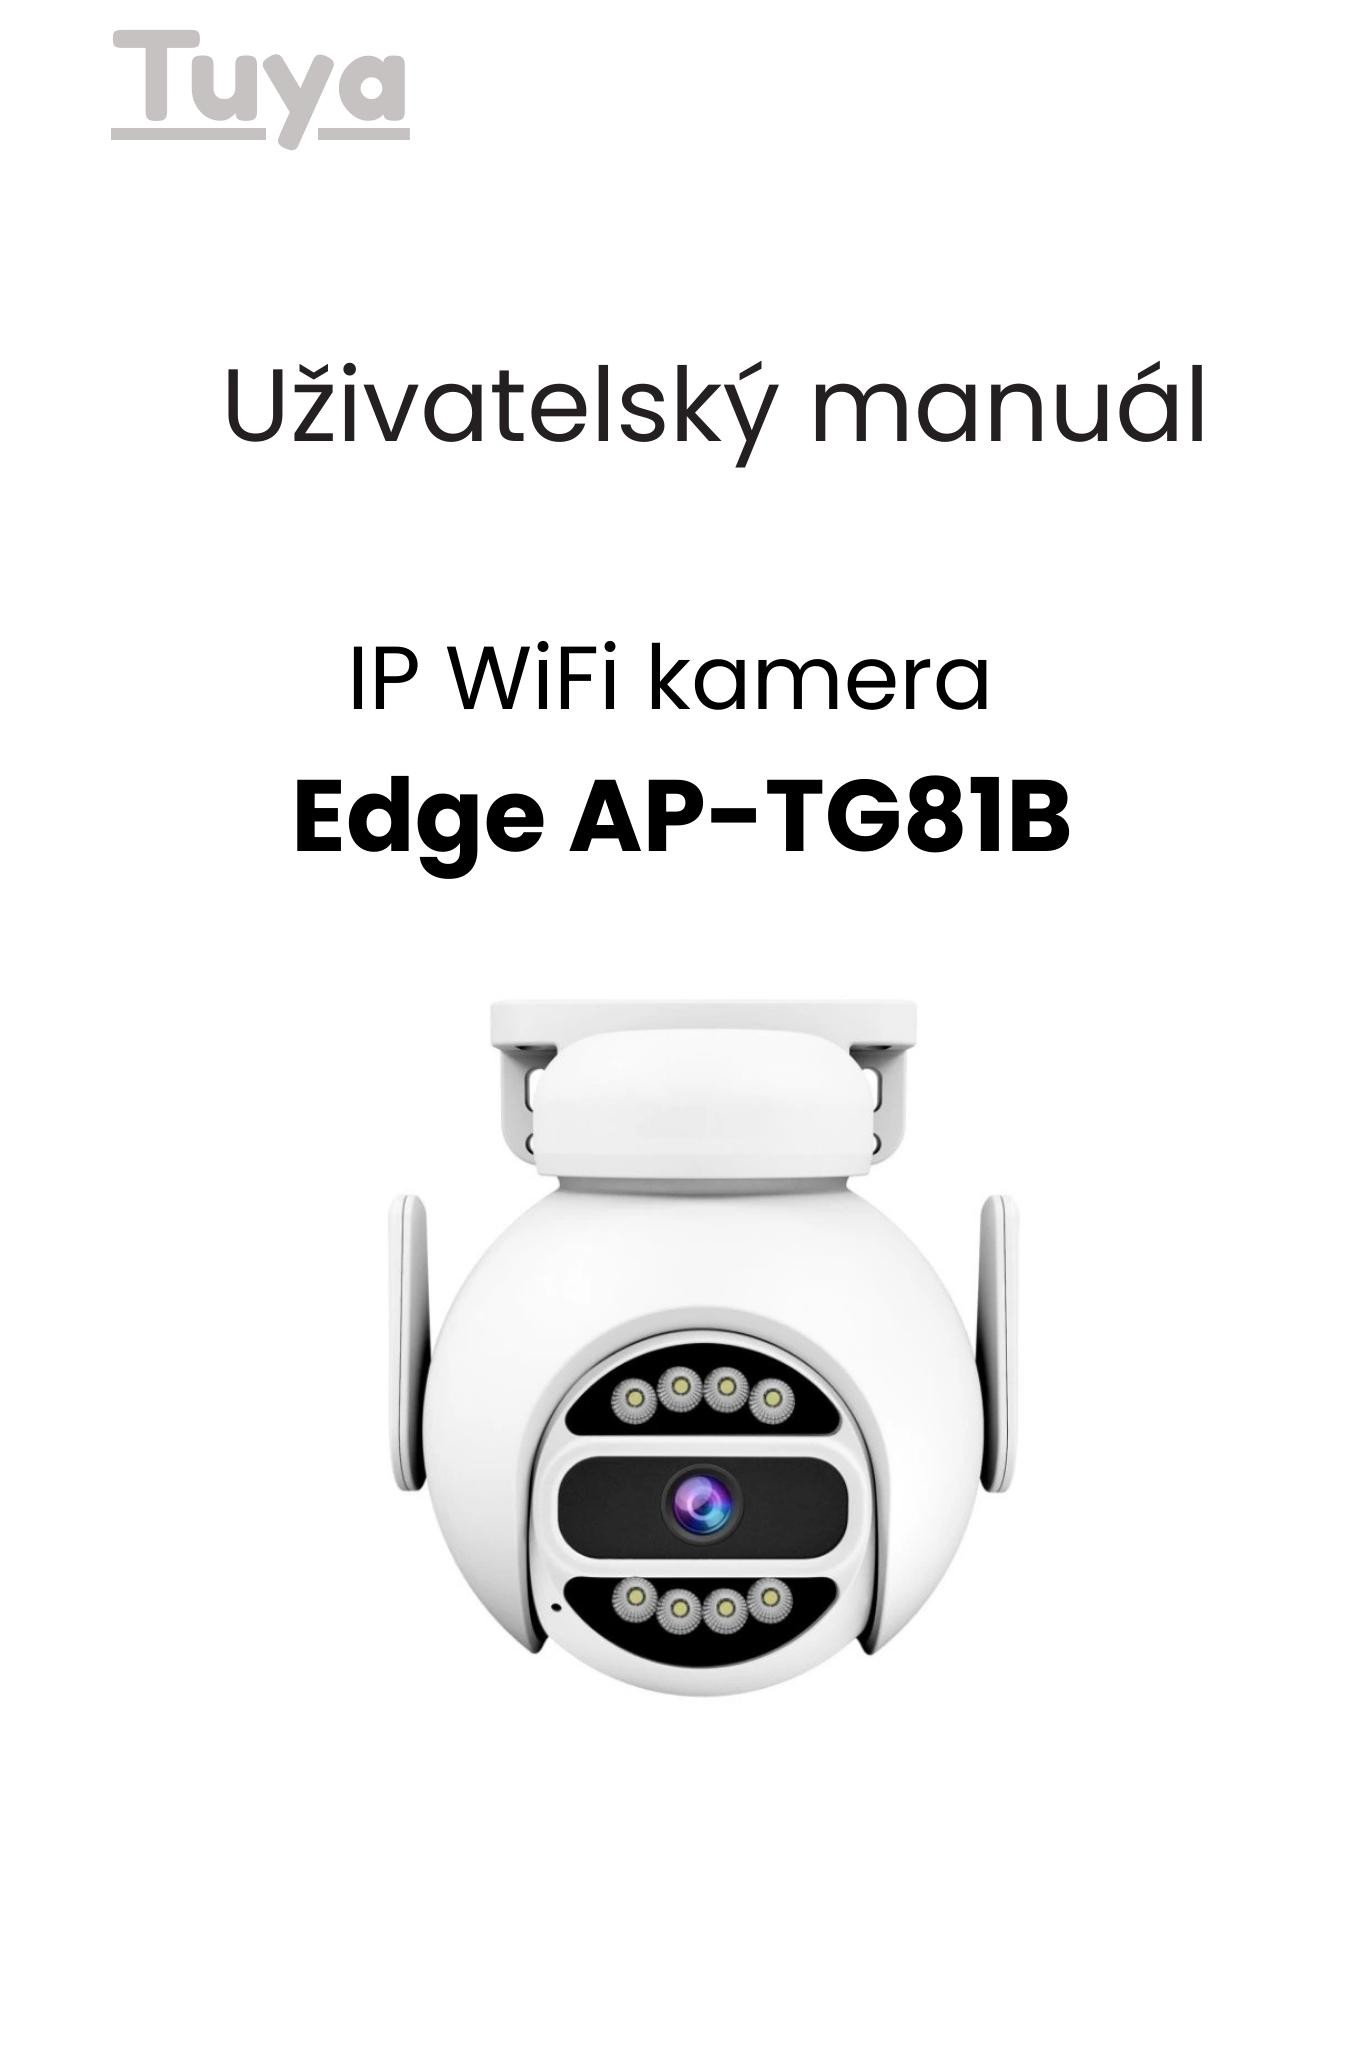 Tuya
Uživatelský manuál
IP WiFi kamera
Edge AP-TG81B